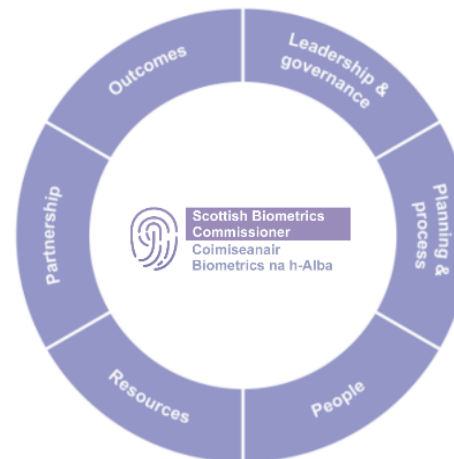 Outcomes
Leadership &
governance
Planning &
process
People
Resources
Partnership
Scottish Biometrics
Commissioner
Coimiseanair
Biometrics na h-Alba